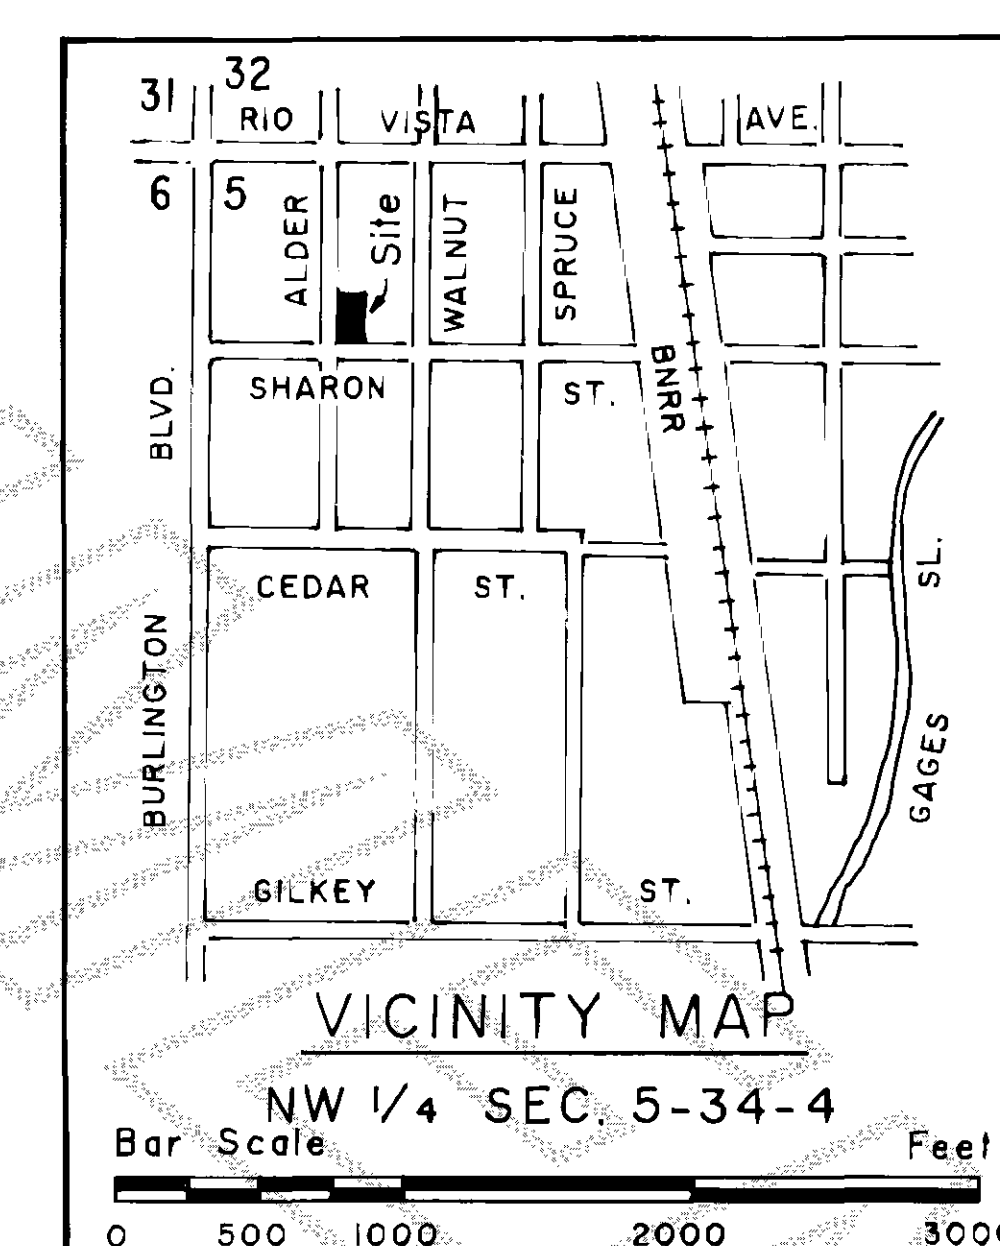 31 32
RIO VISTA AVE.
6 5
ALDER
Site
WALNUT
SPRUCE
BNRR
SHARON ST.
BLVD.
BURLINGTON
CEDAR ST.
SL.
GAGES
GILKEY ST.
VICINITY MAP
NW 1/4 SEC. 5-34-4
Bar Scale Feet
0 500 1000 2000 3000